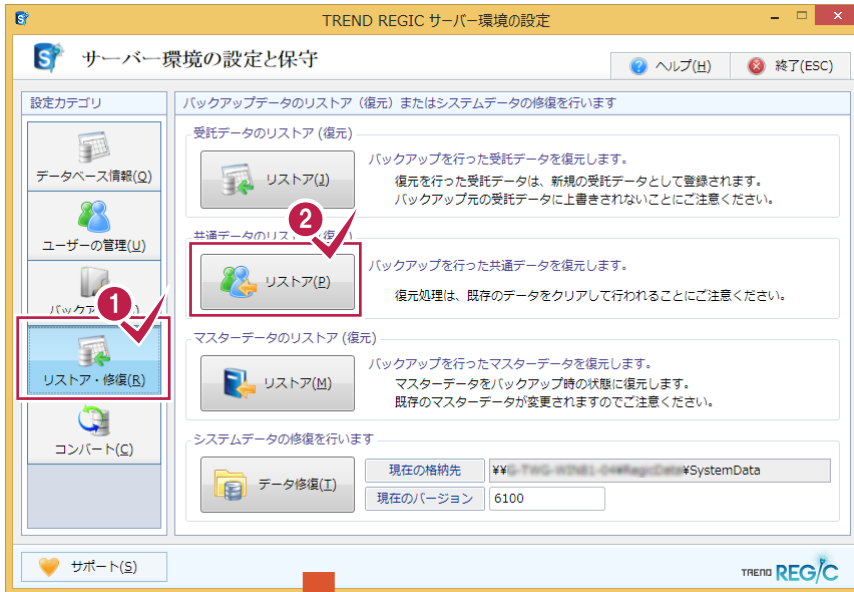 TREND REGIC サーバー環境の設定
サーバー環境の設定と保守
ヘルプ(H)
終了(ESC)
設定カテゴリ
データベース情報(Q)
ユーザーの管理(U)
バックア
1
リストア・修復(R)
コンバート(C)
バックアップデータのリストア（復元）またはシステムデータの修復を行います
受託データのリストア (復元)
リストア(J)
バックアップを行った受託データを復元します。
復元を行った受託データは、新規の受託データとして登録されます。
バックアップ元の受託データに上書きされないことにご注意ください。
2
共通データのリストア (復元)
リストア(P)
バックアップを行った共通データを復元します。
復元処理は、既存のデータをクリアして行われることにご注意ください。
マスターデータのリストア (復元)
リストア(M)
バックアップを行ったマスターデータを復元します。
マスターデータをバックアップ時の状態に復元します。
既存のマスターデータが変更されますのでご注意ください。
システムデータの修復を行います
データ修復(I)
現在の格納先
¥¥ ¥SystemData
現在のバージョン
6100
サポート(S)
TREND REGIC